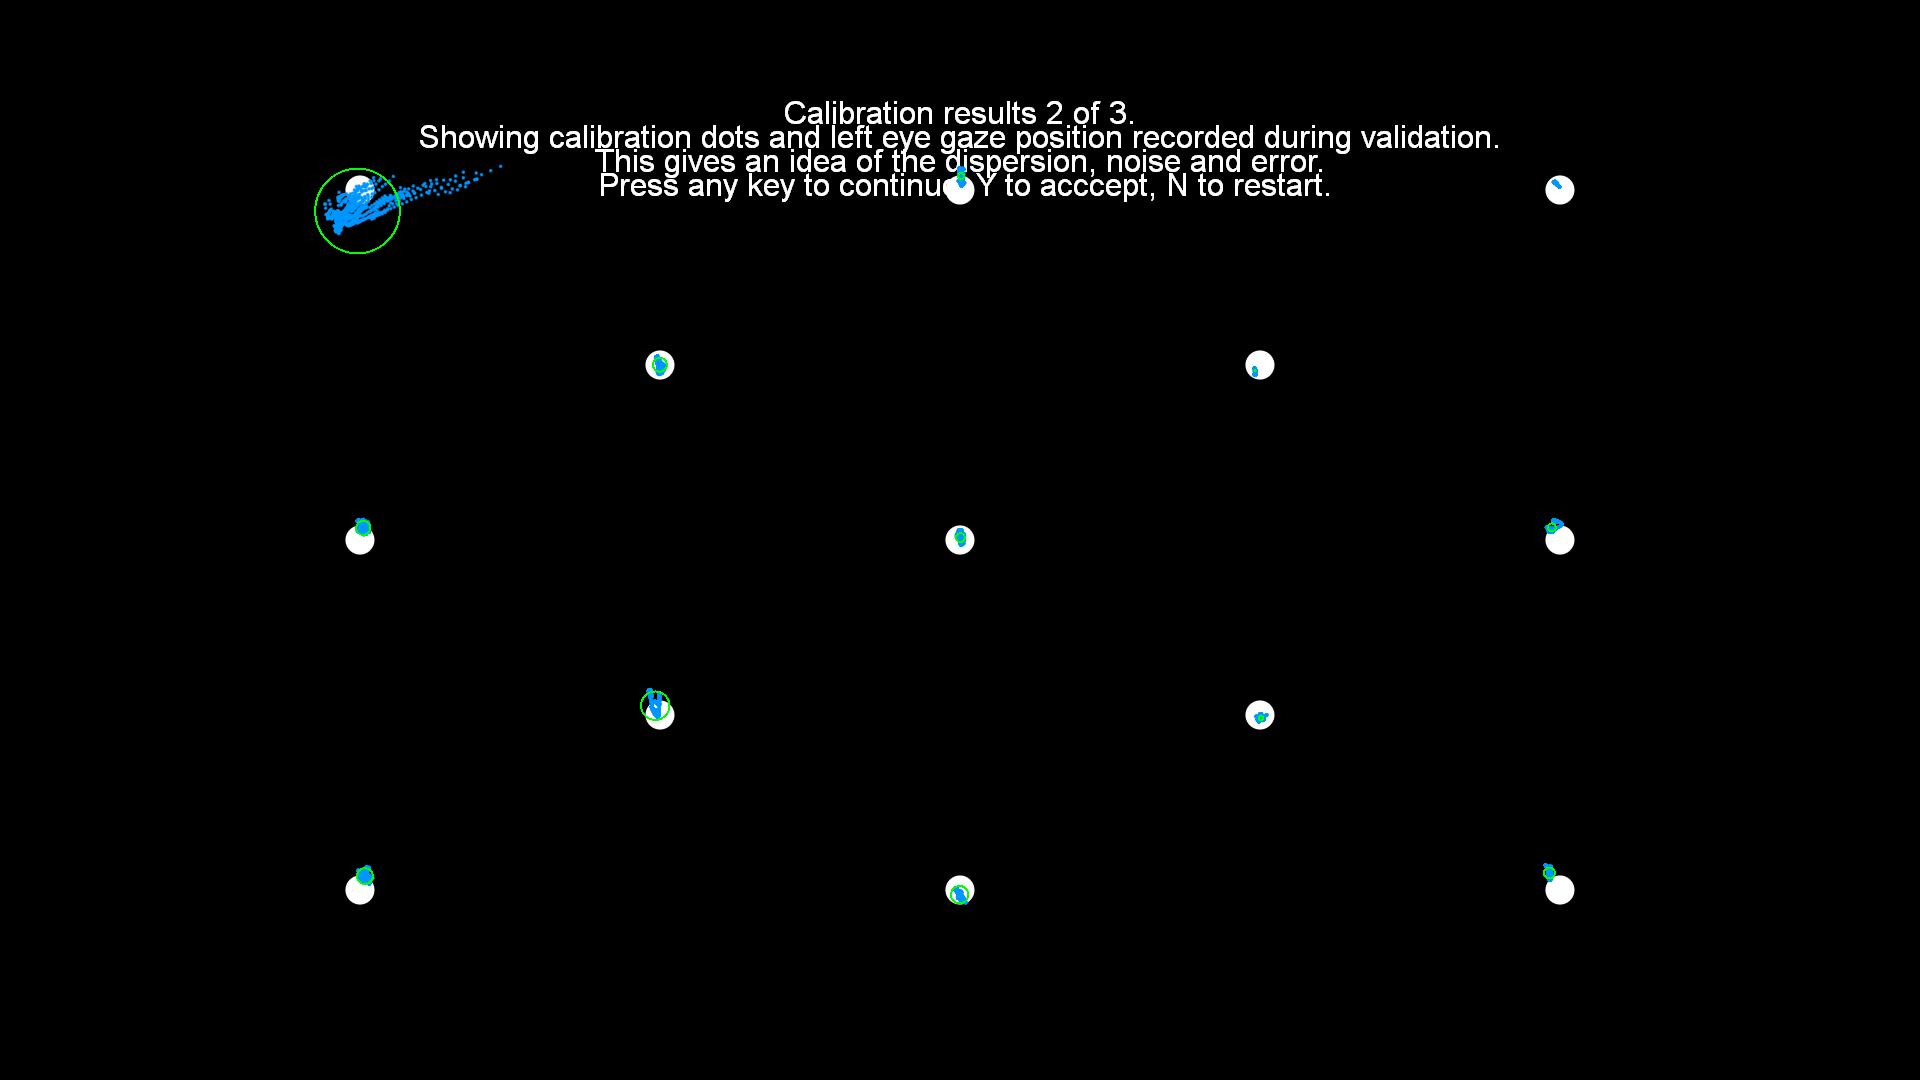 Calibration results 2 of 3.
Showing calibration dots and left eye gaze position recorded during validation.
This gives an idea of the dispersion, noise and error.
Press any key to continue, Y to acccept, N to restart.